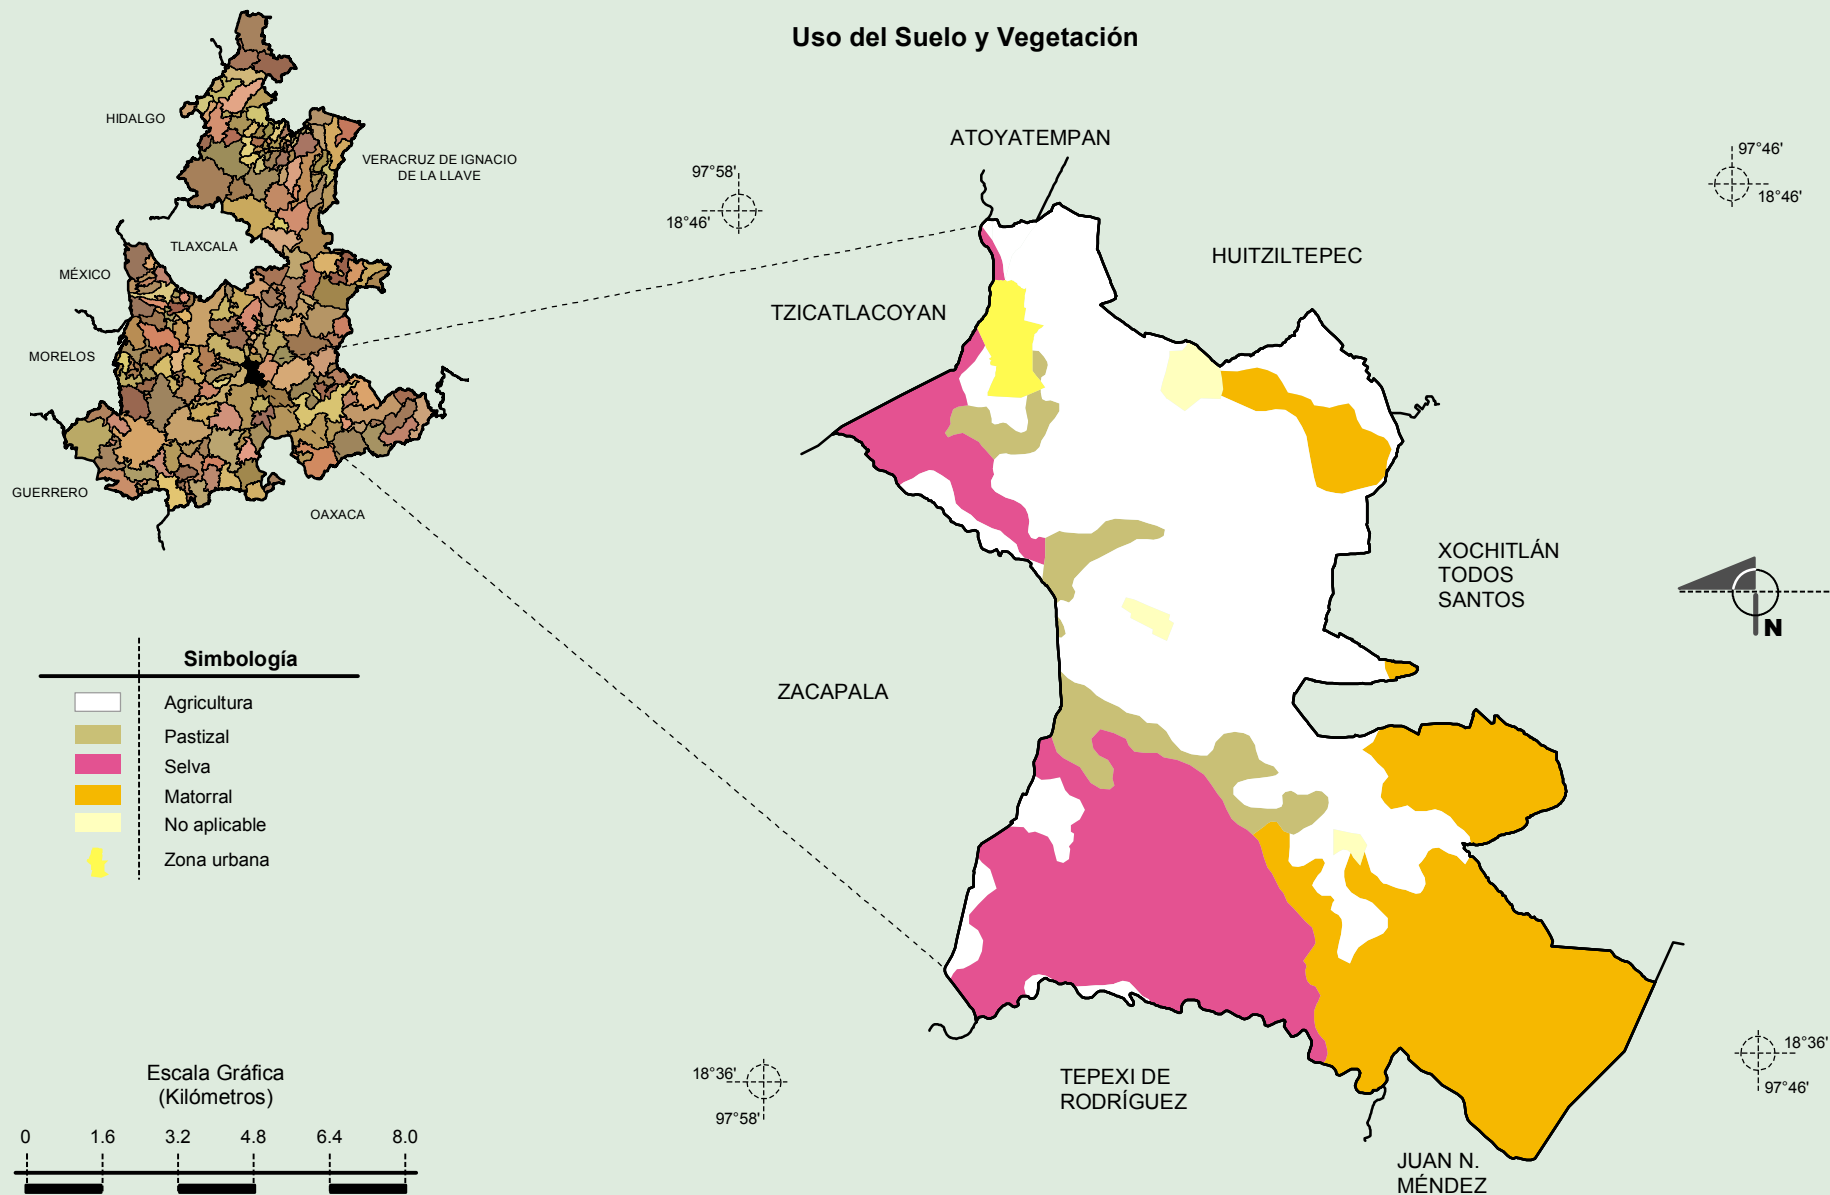 Uso del Suelo y Vegetación
HIDALGO
VERACRUZ DE IGNACIO
DE LA LLAVE
TLAXCALA
MÉXICO
MORELOS
GUERRERO
OAXACA
ATOYATEMPAN
97°58'
18°46'
97°46'
18°46'
HUITZILTEPEC
TZICATLACOYAN
XOCHITLÁN
TODOS
SANTOS
N
ZACAPALA
Simbología
Agricultura
Pastizal
Selva
Matorral
No aplicable
Zona urbana
18°36'
97°58'
18°36'
97°46'
TEPEXI DE
RODRÍGUEZ
JUAN N.
MÉNDEZ
Escala Gráfica
(Kilómetros)
0 1.6 3.2 4.8 6.4 8.0